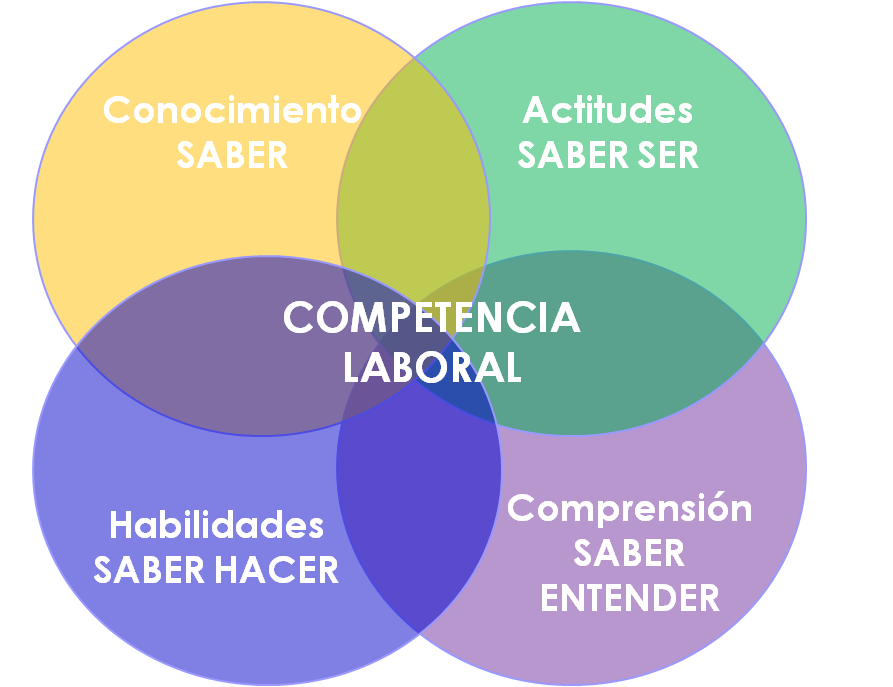 Conocimiento
SABER
Actitudes
SABER SER
COMPETENCIA
LABORAL
Habilidades
SABER HACER
Comprensión
SABER
ENTENDER